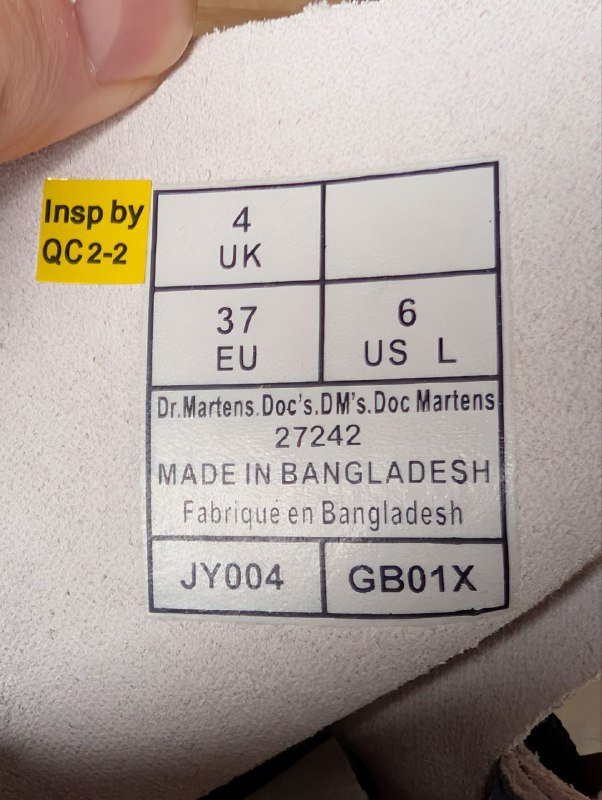 Insp by
QC2-2
4
UK
37
EU
6
US L
Dr.Martens.Doc's.DM's.Doc Martens
27242
MADE IN BANGLADESH
Fabriqué en Bangladesh
JY004
GB01X